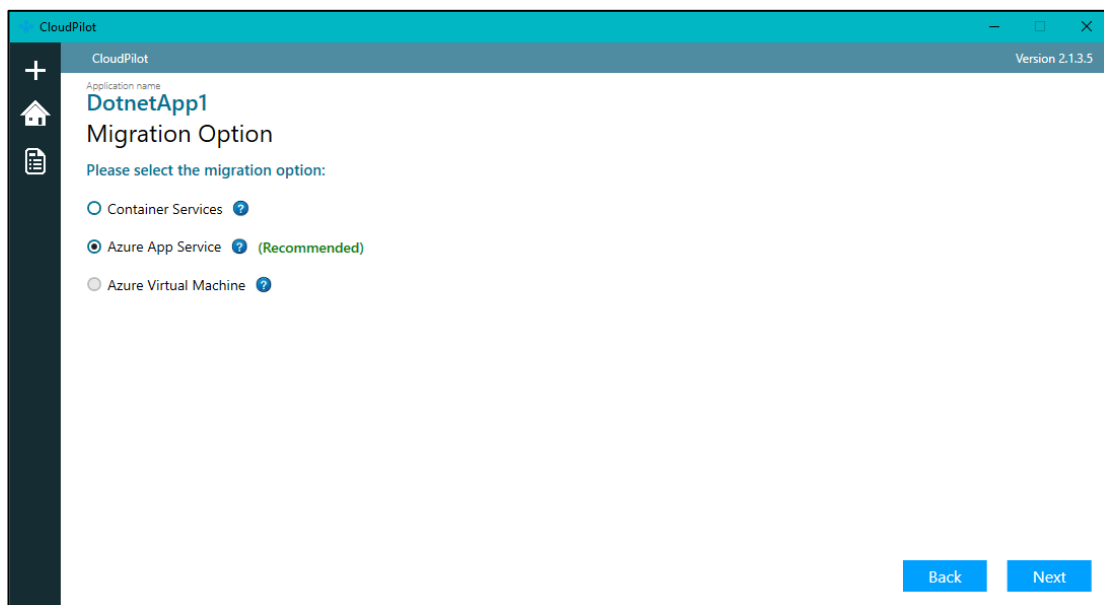 CloudPilot
CloudPilot Version 2.1.3.5
Application name
DotnetApp1
Migration Option
Please select the migration option:
Container Services ?
Azure App Service ? (Recommended)
Azure Virtual Machine ?
Back Next